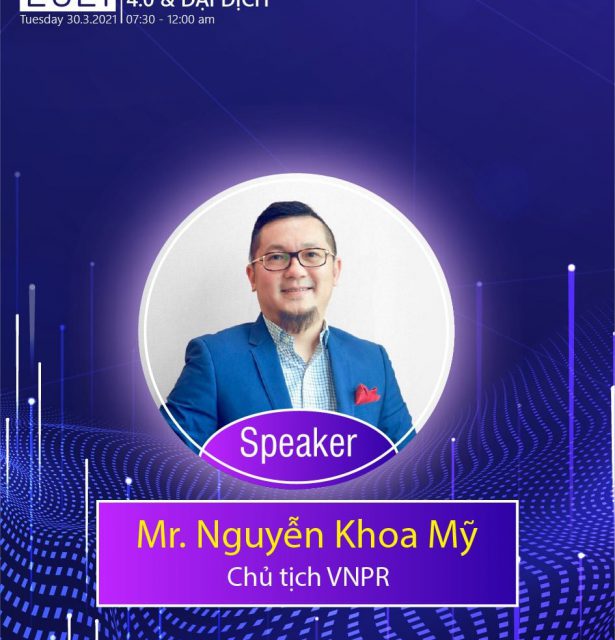 2021
4.0 & ĐẠI DỊCH
Tuesday 30.3.2021 07:30 - 12:00 am
Speaker
Mr. Nguyễn Khoa Mỹ
Chủ tịch VNPR